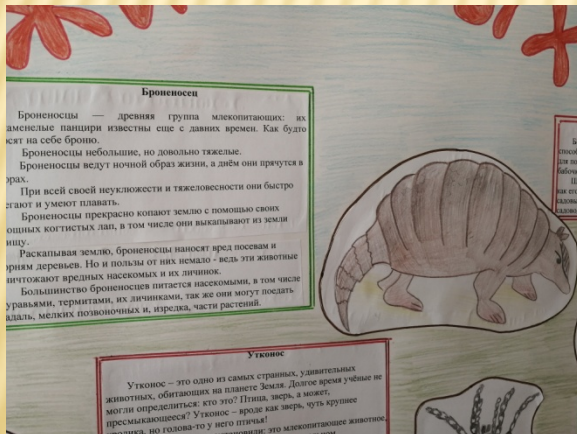 Броненосец
Броненосцы — древняя группа млекопитающих: их
аменелые панцири известны еще с давних времен. Как будто
осят на себе броню.
Броненосцы небольшие, но довольно тяжелые.
Броненосцы ведут ночной образ жизни, а днём они прячутся в
орах.
При всей своей неуклюжести и тяжеловесности они быстро
егают и умеют плавать.
Броненосцы прекрасно копают землю с помощью своих
ощных когтистых лап, в том числе они выкапывают из земли
ищу.
Раскапывая землю, броненосцы наносят вред посевам и
орням деревьев. Но и пользы от них немало - ведь эти животные
ничтожают вредных насекомых и их личинок.
Большинство броненосцев питается насекомыми, в том числе
уравьями, термитами, их личинками, так же они могут поедать
адаль, мелких позвоночных и, изредка, части растений.
Утконос
Утконос – это одно из самых странных, удивительных
животных, обитающих на планете Земля. Долгое время учёные не
могли определиться: кто это? Птица, зверь, а может,
пресмыкающееся? Утконос – вроде как зверь, чуть крупнее
но голова-то у него птичья!
это млекопитающее животное,